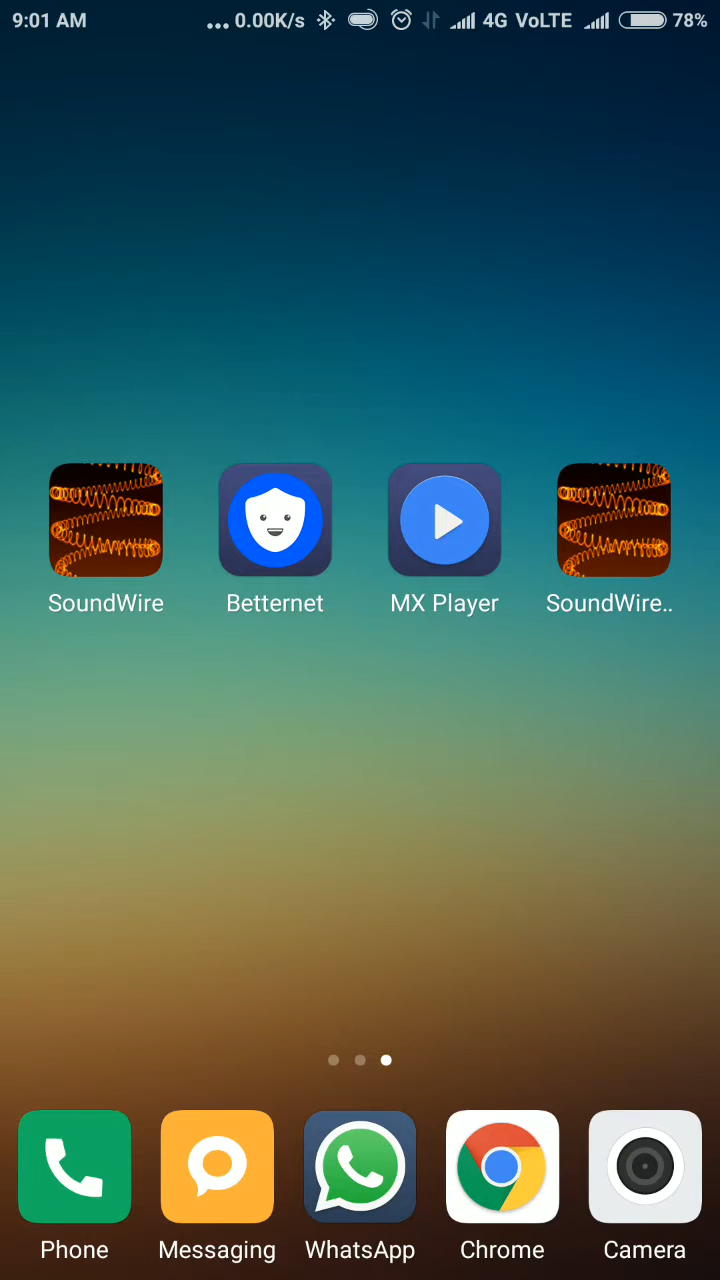 9:01 AM ... 0.00K/s 4G VoLTE 78%
SoundWire Betternet MX Player SoundWire..
Phone Messaging WhatsApp Chrome Camera